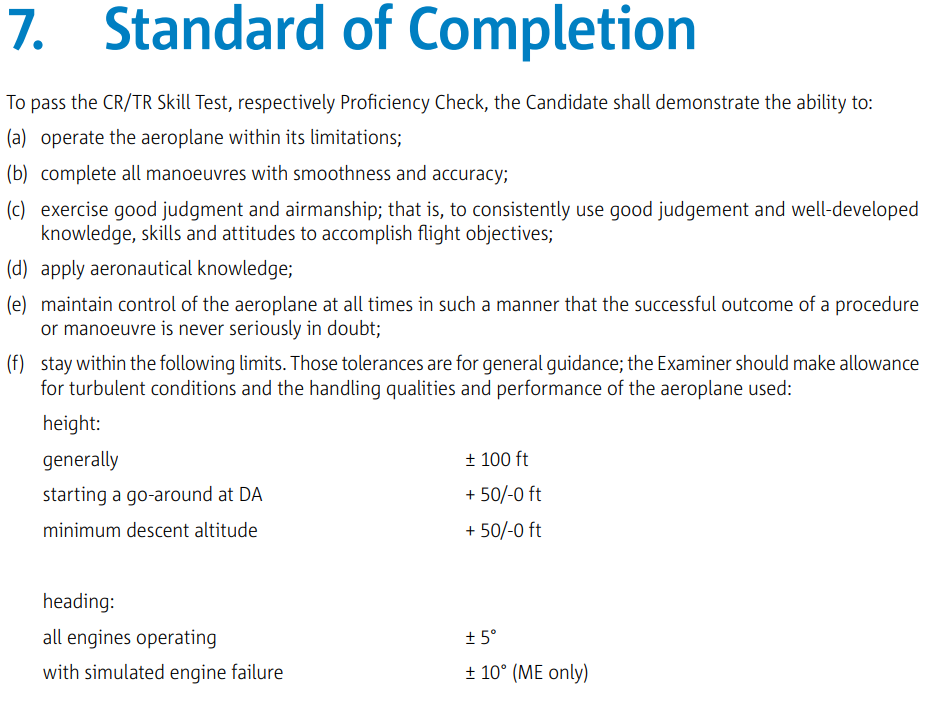 7. Standard of Completion
To pass the CR/TR Skill Test, respectively Proficiency Check, the Candidate shall demonstrate the ability to:
(a) operate the aeroplane within its limitations;
(b) complete all manoeuvres with smoothness and accuracy;
(c) exercise good judgment and airmanship; that is, to consistently use good judgement and well-developed
knowledge, skills and attitudes to accomplish flight objectives;
(d) apply aeronautical knowledge;
(e) maintain control of the aeroplane at all times in such a manner that the successful outcome of a procedure
or manoeuvre is never seriously in doubt;
(f) stay within the following limits. Those tolerances are for general guidance; the Examiner should make allowance
for turbulent conditions and the handling qualities and performance of the aeroplane used:
height:
generally ± 100 ft
starting a go-around at DA + 50/-0 ft
minimum descent altitude + 50/-0 ft
heading:
all engines operating ± 5°
with simulated engine failure ± 10° (ME only)